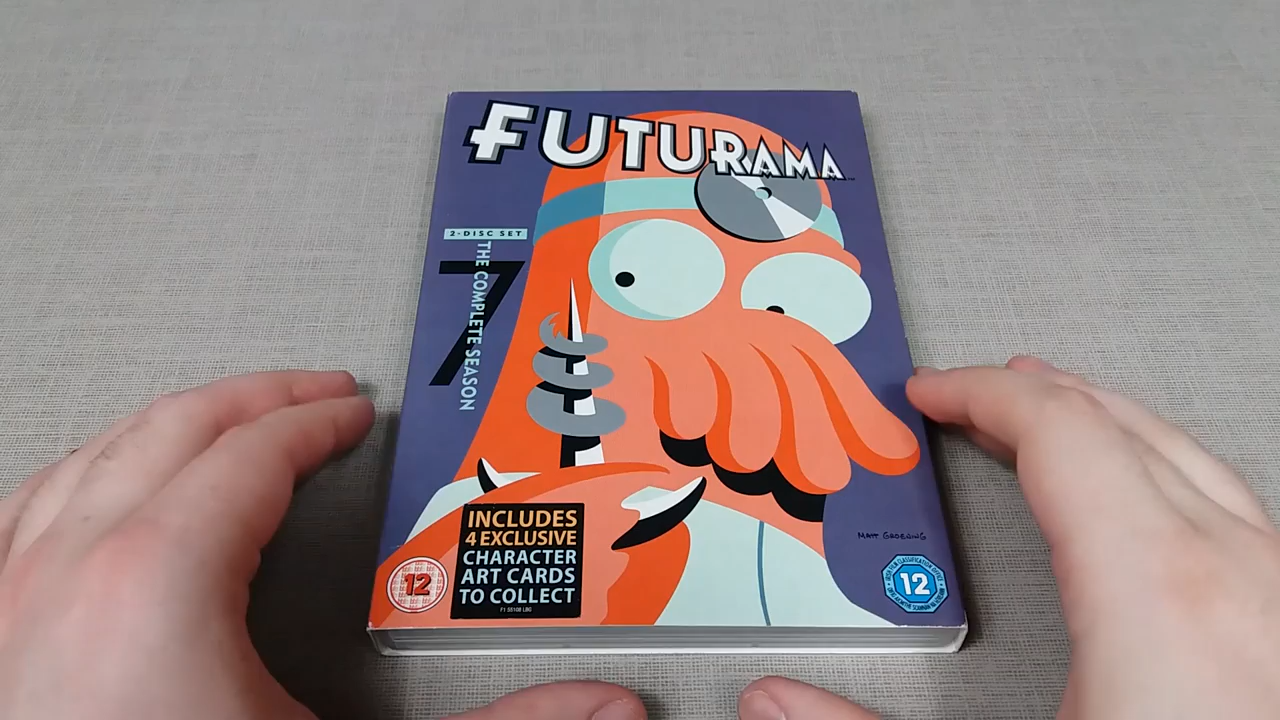 FUTURAMA
2-DISC SET
7
THE COMPLETE SEASON
INCLUDES
4 EXCLUSIVE
CHARACTER
ART CARDS
TO COLLECT
MATT GROENING
12
12